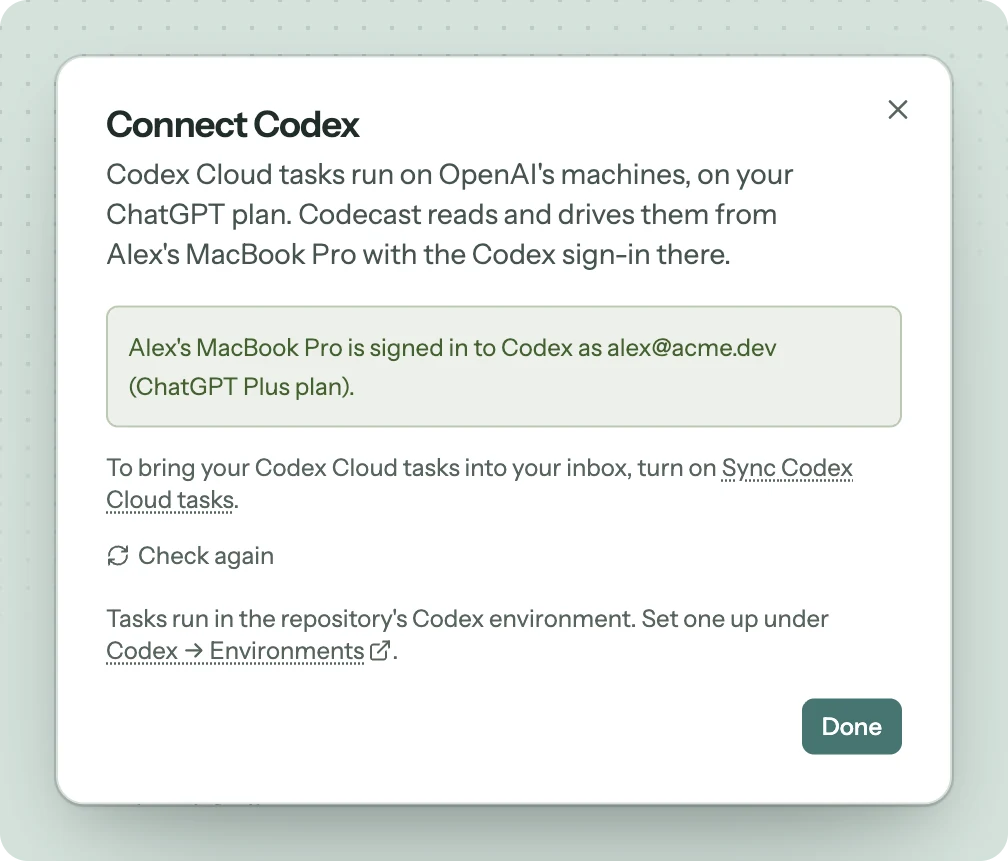 Connect Codex
Codex Cloud tasks run on OpenAI's machines, on your
ChatGPT plan. Codecast reads and drives them from
Alex's MacBook Pro with the Codex sign-in there.
Alex's MacBook Pro is signed in to Codex as alex@acme.dev
(ChatGPT Plus plan).
To bring your Codex Cloud tasks into your inbox, turn on Sync Codex
Cloud tasks.
Check again
Tasks run in the repository's Codex environment. Set one up under
Codex → Environments.
Done